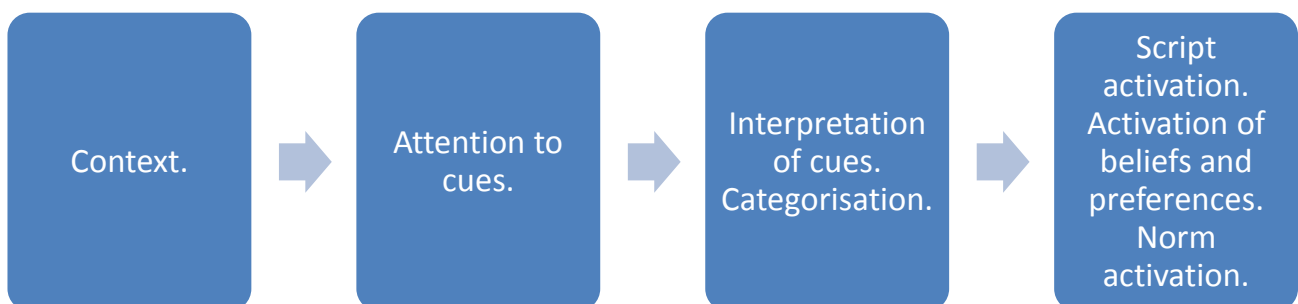 Context.
Attention to
cues.
Interpretation
of cues.
Categorisation.
Script
activation.
Activation of
beliefs and
preferences.
Norm
activation.